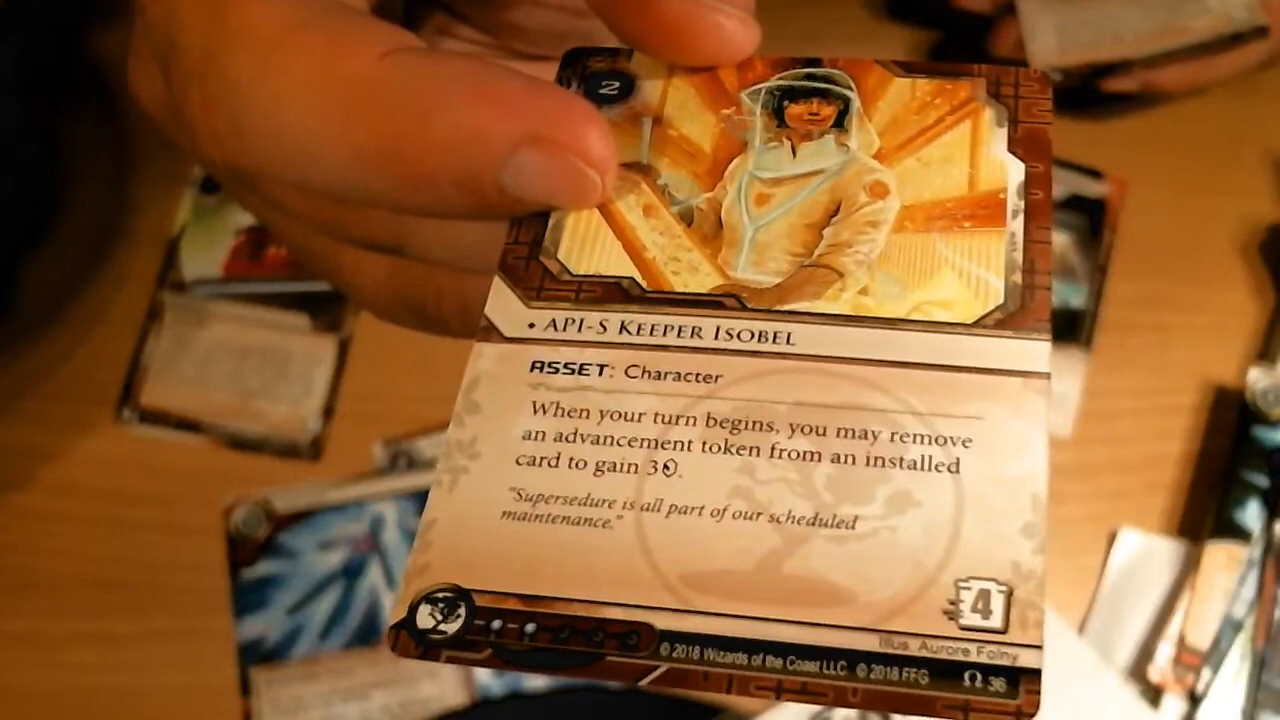 2
⬥ API-S KEEPER ISOBEL
ASSET: Character
When your turn begins, you may remove
an advancement token from an installed
card to gain 3.
"Supersedure is all part of our scheduled
maintenance."
4
Illus. Aurore Folny
© 2018 Wizards of the Coast LLC. © 2018 FFG Ω 36